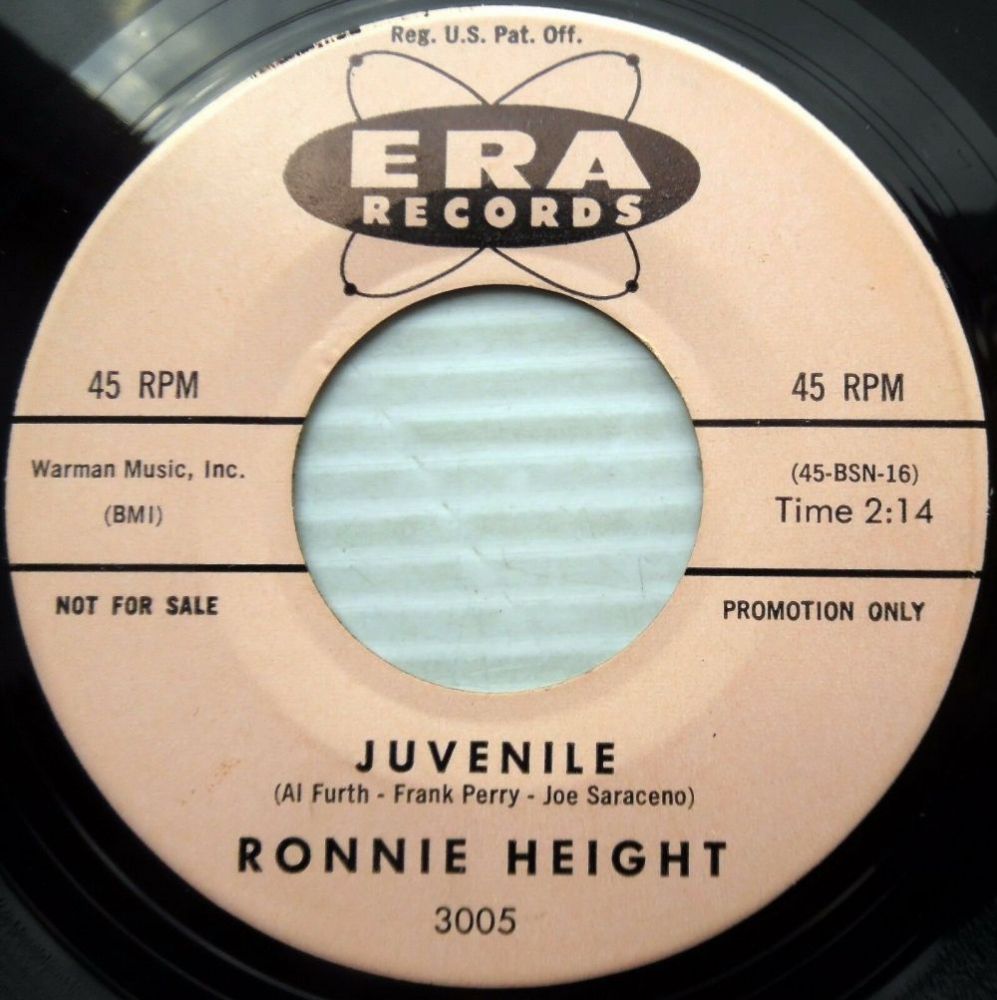 Reg. U.S. Pat. Off.
ERA
RECORDS
45 RPM
45 RPM
Warman Music, Inc.
(BMI)
(45-BSN-16)
Time 2:14
NOT FOR SALE
PROMOTION ONLY
JUVENILE
(Al Furth - Frank Perry - Joe Saraceno)
RONNIE HEIGHT
3005